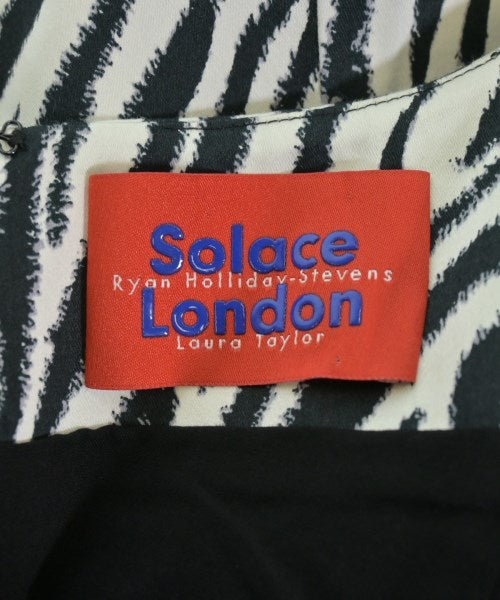 Solace
Ryan Holliday-Stevens
London
Laura Taylor